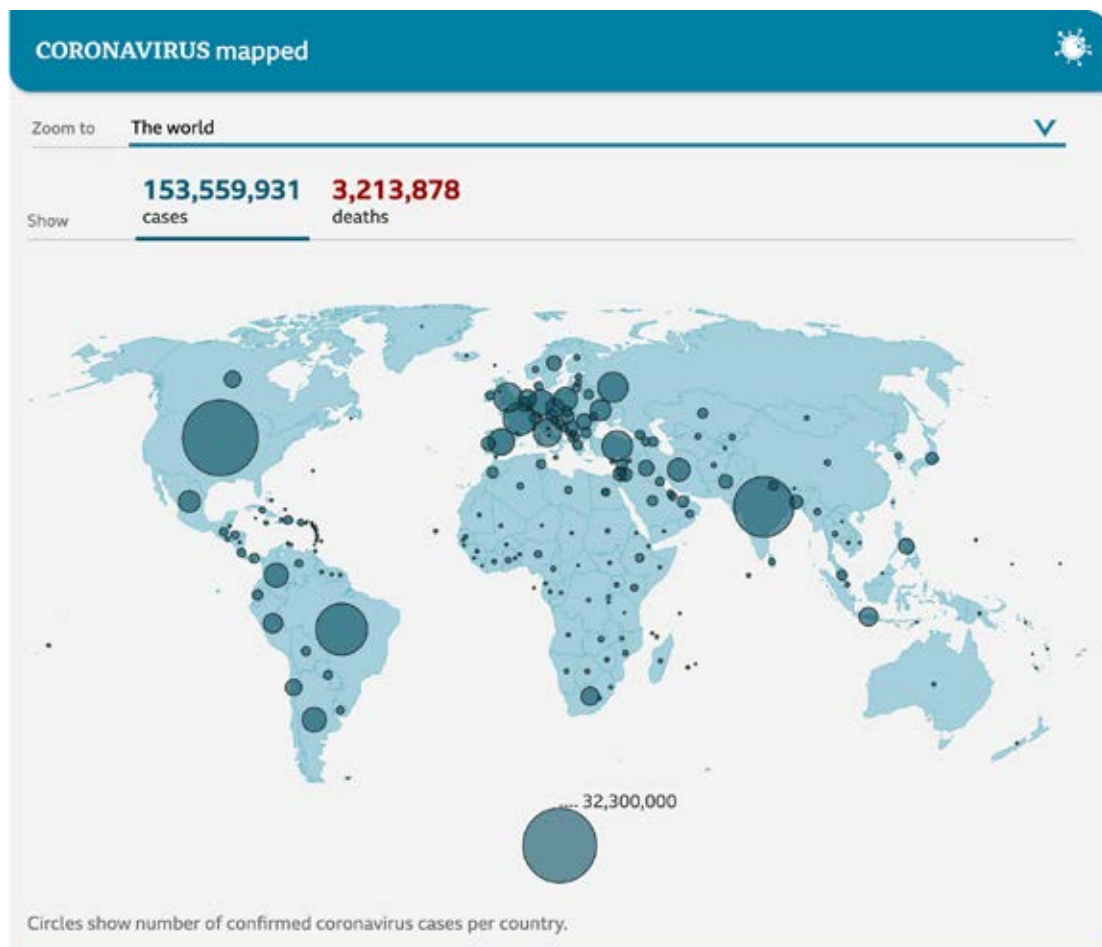 CORONAVIRUS mapped
Zoom to The world
153,559,931 3,213,878
Show cases deaths
.... 32,300,000
Circles show number of confirmed coronavirus cases per country.